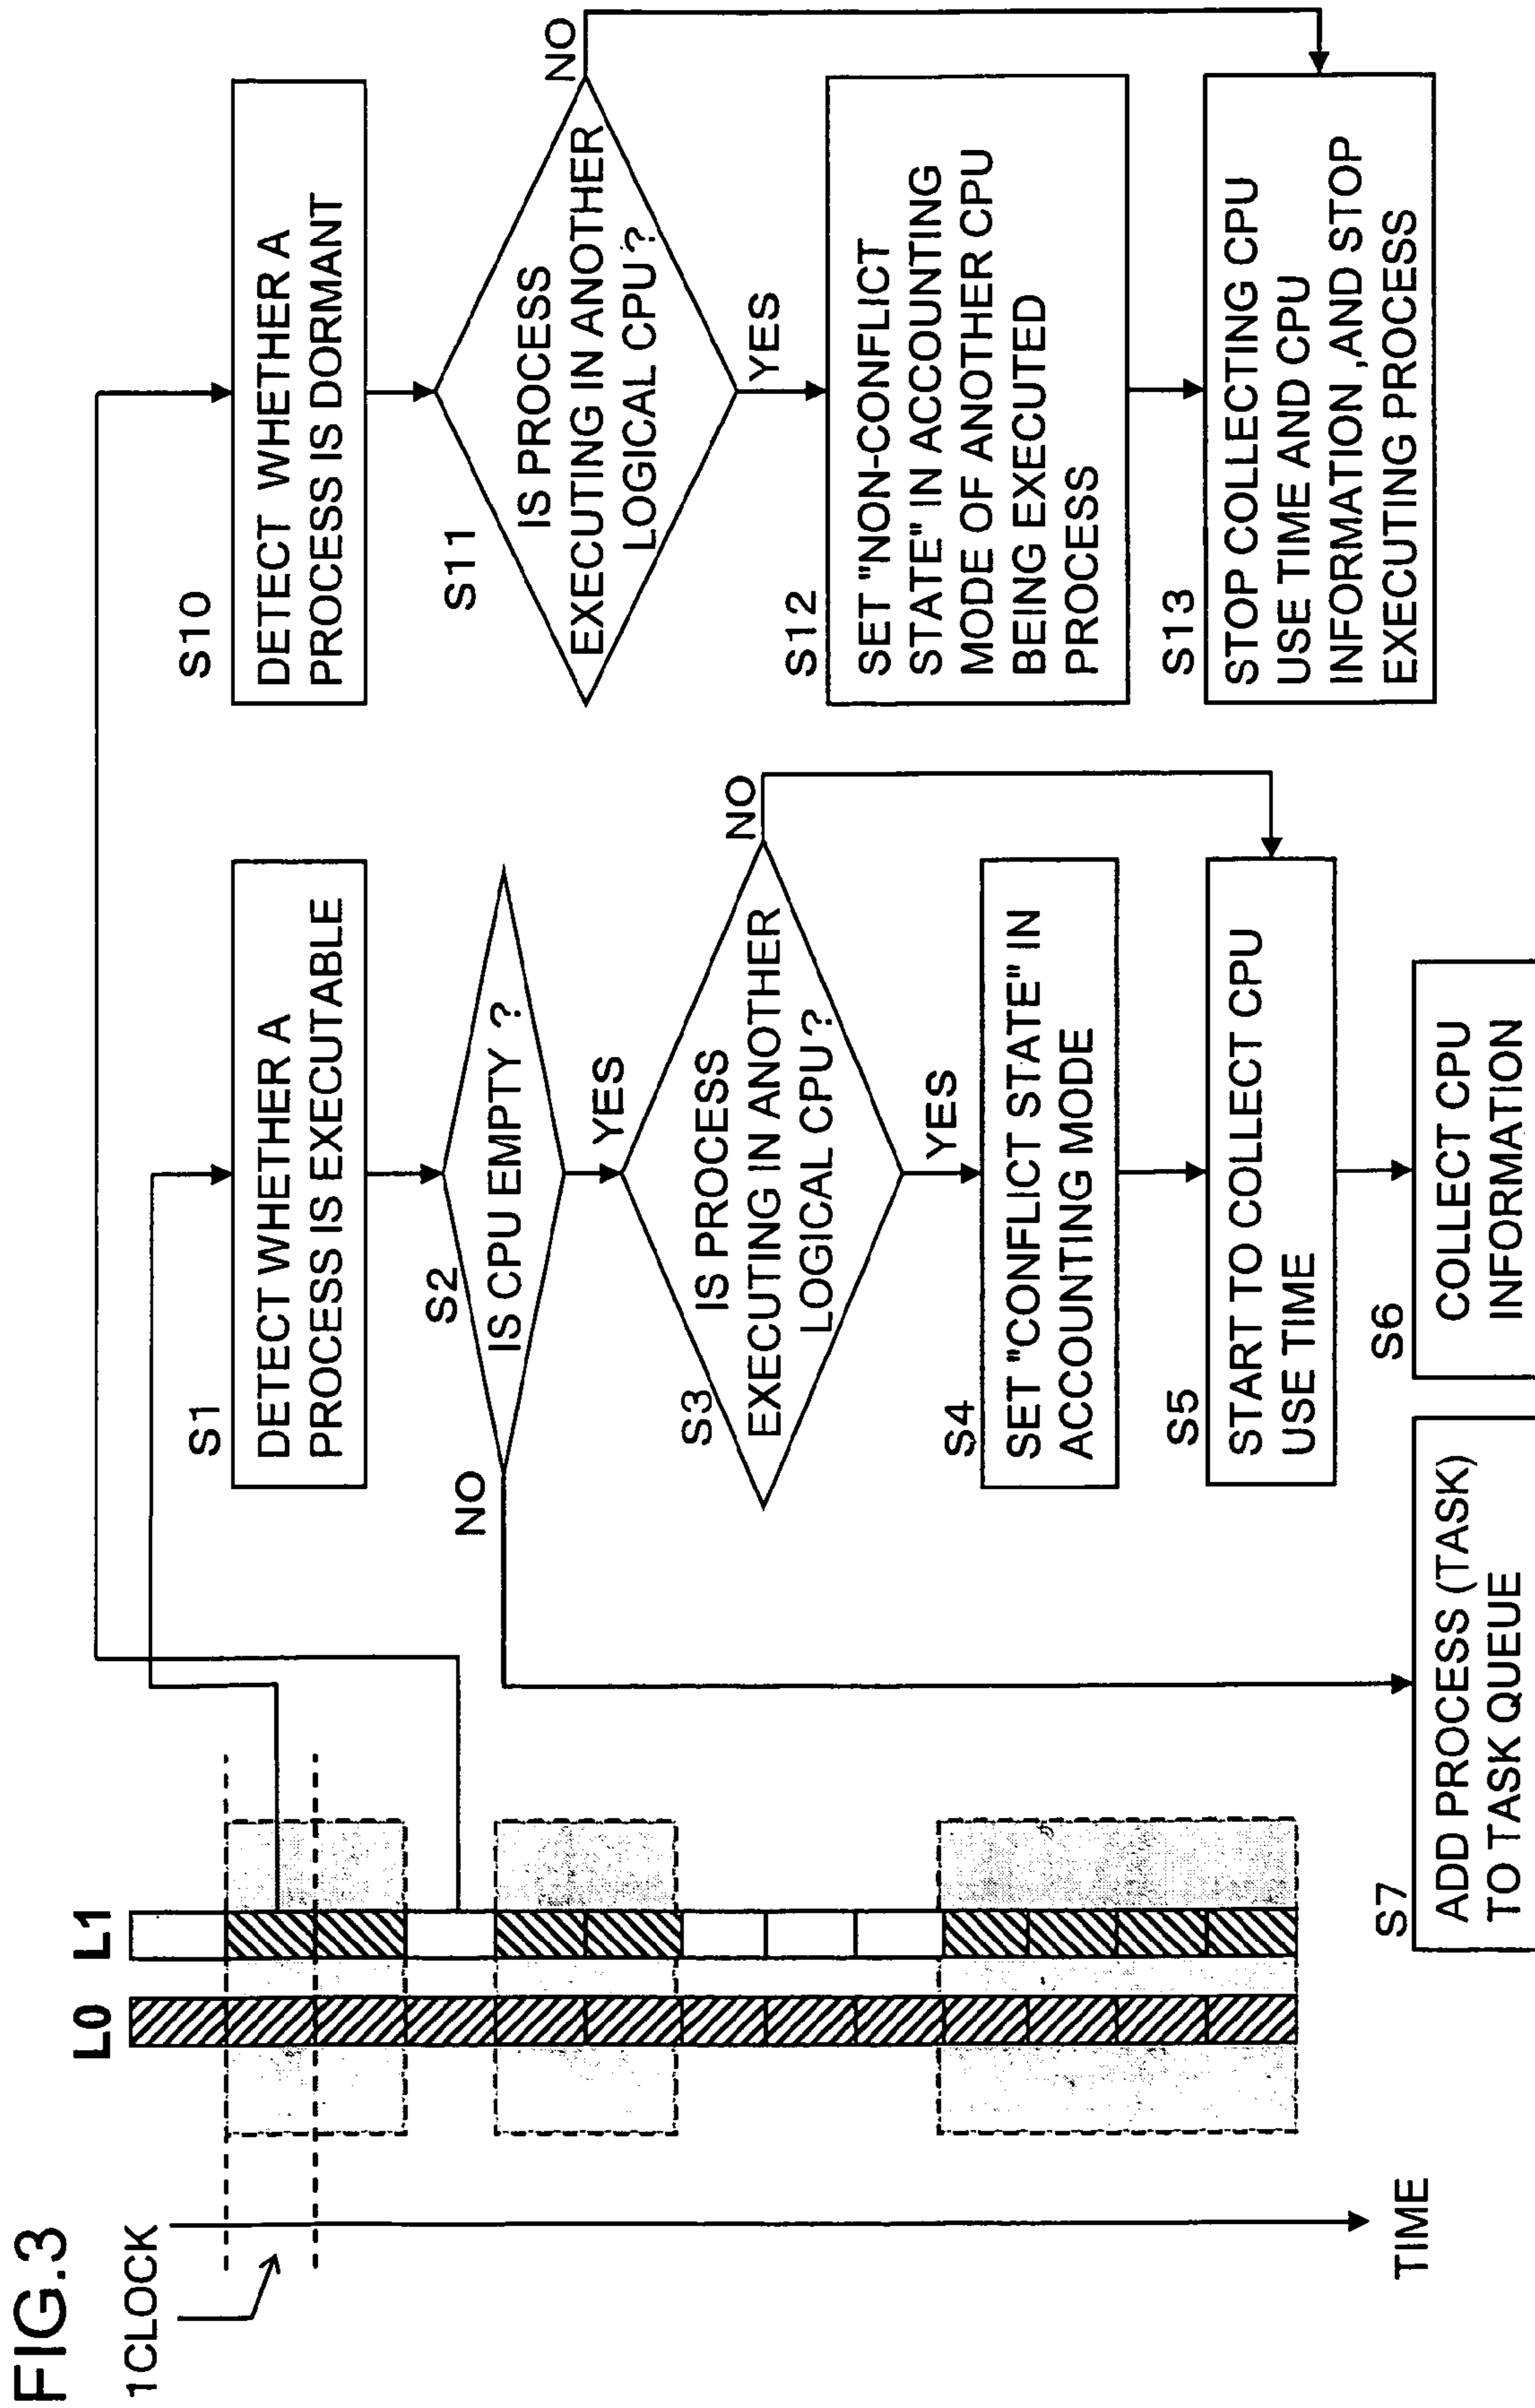 FIG.3
1CLOCK
TIME
L0
L1
S1
DETECT WHETHER A
PROCESS IS EXECUTABLE
S2
IS CPU EMPTY ?
NO
YES
S3
IS PROCESS
EXECUTING IN ANOTHER
LOGICAL CPU?
NO
YES
S4
SET "CONFLICT STATE" IN
ACCOUNTING MODE
S5
START TO COLLECT CPU
USE TIME
S6
COLLECT CPU
INFORMATION
S7
ADD PROCESS (TASK)
TO TASK QUEUE
S10
DETECT WHETHER A
PROCESS IS DORMANT
S11
IS PROCESS
EXECUTING IN ANOTHER
LOGICAL CPU?
NO
YES
S12
SET "NON-CONFLICT
STATE" IN ACCOUNTING
MODE OF ANOTHER CPU
BEING EXECUTED
PROCESS
S13
STOP COLLECTING CPU
USE TIME AND CPU
INFORMATION ,AND STOP
EXECUTING PROCESS